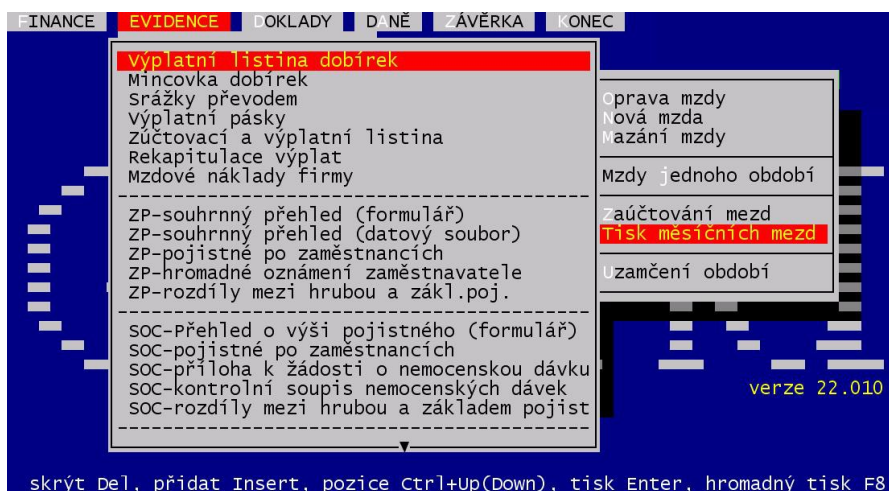 FINANCE EVIDENCE DOKLADY DANĚ ZÁVĚRKA KONEC
Výplatní listina dobírek
Mincovka dobírek
Srážky převodem
Výplatní pásky
Zúčtovací a výplatní listina
Rekapitulace výplat
Mzdové náklady firmy
ZP-souhrnný přehled (formulář)
ZP-souhrnný přehled (datový soubor)
ZP-pojistné po zaměstnancích
ZP-hromadné oznámení zaměstnavatele
ZP-rozdíly mezi hrubou a zákl.poj.
SOC-Přehled o výši pojistného (formulář)
SOC-pojistné po zaměstnancích
SOC-příloha k žádosti o nemocenskou dávku
SOC-kontrolní soupis nemocenských dávek
SOC-rozdíly mezi hrubou a základem pojist
Oprava mzdy
Nová mzda
Mazání mzdy
Mzdy jednoho období
Zaúčtování mezd
Tisk měsíčních mezd
Uzamčení období
verze 22.010
skrýt Del, přidat Insert, pozice Ctrl+Up(Down), tisk Enter, hromadný tisk F8